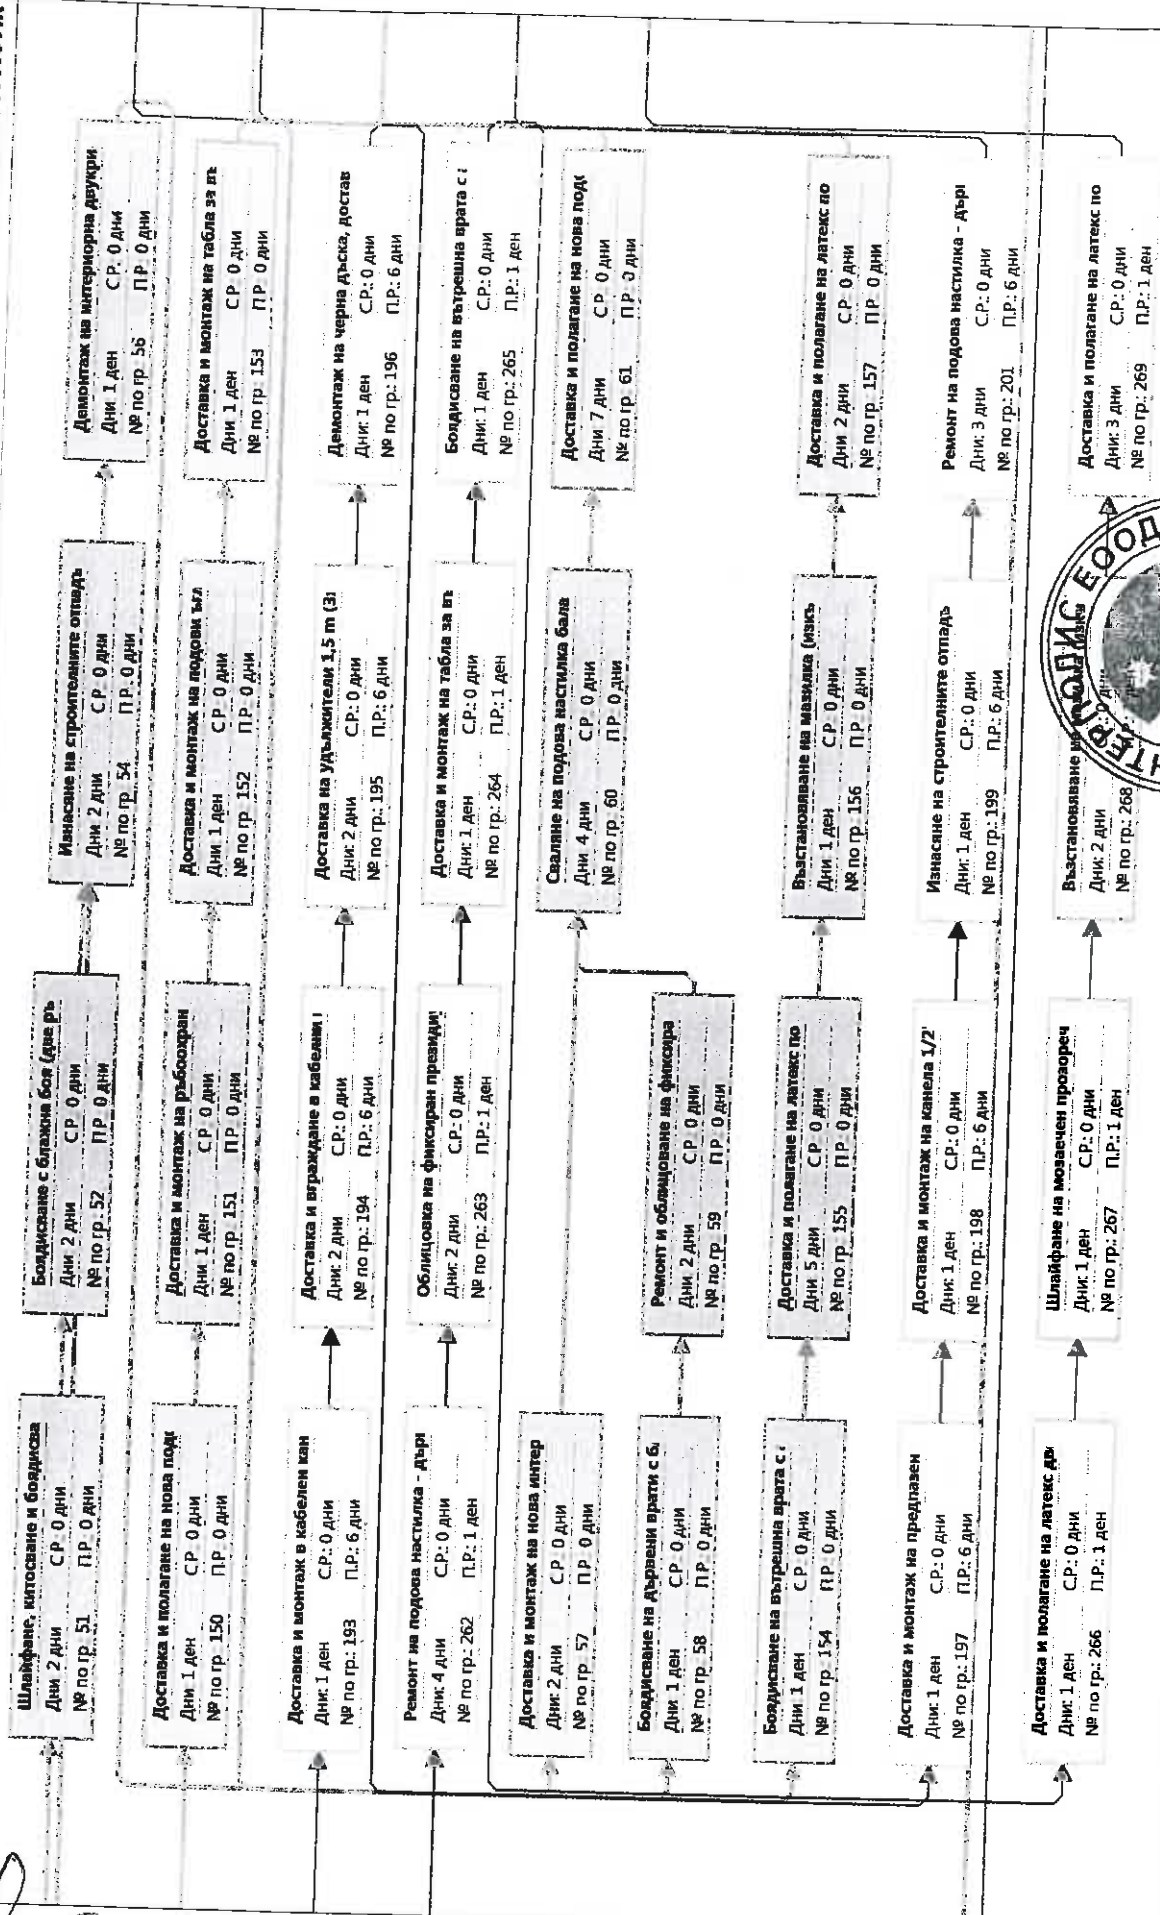 Шлайфане, китосване и боядисва
Дни 2 дни С.Р. 0 дни
№ по гр. 51 П.Р. 0 дни
Боядисване с блажна боя (две ръ
Дни 2 дни С.Р. 0 дни
№ по гр.: 52 П.Р. 0 дни
Изнасяне на строителните отпадъ
Дни 2 дни С.Р. 0 дни
№ по гр. 54 П.Р. 0 дни
Демонтаж на интериорна двукри
Дни 1 ден С.Р. 0 дни
№ по гр. 56 П.Р. 0 дни
Доставка и полагане на нова подо
Дни 1 ден С.Р. 0 дни
№ по гр. 150 П.Р. 0 дни
Доставка и монтаж на ръбоохран
Дни 1 ден С.Р. 0 дни
№ по гр. 151 П.Р. 0 дни
Доставка и монтаж на подови ъгл
Дни 1 ден С.Р. 0 дни
№ по гр. 152 П.Р. 0 дни
Доставка и монтаж на табла за въ
Дни 1 ден С.Р. 0 дни
№ по гр. 153 П.Р. 0 дни
Доставка и монтаж в кабелен кан
Дни: 1 ден С.Р.: 0 дни
№ по гр.: 193 П.Р.: 6 дни
Доставка и вграждане в кабелни
Дни: 2 дни С.Р.: 0 дни
№ по гр.: 194 П.Р.: 6 дни
Доставка на удължители 1,5 m (3
Дни: 2 дни С.Р.: 0 дни
№ по гр.: 195 П.Р.: 6 дни
Демонтаж на черна дъска, достав
Дни: 1 ден С.Р.: 0 дни
№ по гр.: 196 П.Р.: 6 дни
Ремонт на подова настилка - дърв
Дни: 4 дни С.Р.: 0 дни
№ по гр.: 262 П.Р.: 1 ден
Облицовка на фиксиран президиу
Дни: 2 дни С.Р.: 0 дни
№ по гр.: 263 П.Р.: 1 ден
Доставка и монтаж на табла за въ
Дни: 1 ден С.Р.: 0 дни
№ по гр.: 264 П.Р.: 1 ден
Боядисване на вътрешна врата с
Дни: 1 ден С.Р.: 0 дни
№ по гр.: 265 П.Р.: 1 ден
Доставка и монтаж на нова интер
Дни: 2 дни С.Р. 0 дни
№ по гр. 57 П.Р. 0 дни
Сваляне на подова настилка бала
Дни 4 дни С.Р. 0 дни
№ по гр. 60 П.Р. 0 дни
Доставка и полагане на нова подо
Дни 7 дни С.Р. 0 дни
№ по гр. 61 П.Р. 0 дни
Боядисване на дървени врати с б
Дни 1 ден С.Р. 0 дни
№ по гр. 58 П.Р. 0 дни
Ремонт и облицоване на фиксира
Дни 2 дни С.Р. 0 дни
№ по гр. 59 П.Р. 0 дни
Боядисване на вътрешна врата с
Дни 1 ден С.Р. 0 дни
№ по гр. 154 П.Р. 0 дни
Доставка и полагане на латекс по
Дни 5 дни С.Р. 0 дни
№ по гр. 155 П.Р. 0 дни
Възстановяване на мазилка (изкъ
Дни 1 ден С.Р. 0 дни
№ по гр. 156 П.Р. 0 дни
Доставка и полагане на латекс по
Дни 2 дни С.Р. 0 дни
№ по гр. 157 П.Р. 0 дни
Доставка и монтаж на предпазен
Дни: 1 ден С.Р.: 0 дни
№ по гр.: 197 П.Р.: 6 дни
Доставка и монтаж на канела 1/2"
Дни: 1 ден С.Р.: 0 дни
№ по гр.: 198 П.Р.: 6 дни
Изнасяне на строителните отпадъ
Дни: 1 ден С.Р.: 0 дни
№ по гр.: 199 П.Р.: 6 дни
Ремонт на подова настилка - дърв
Дни: 3 дни С.Р.: 0 дни
№ по гр.: 201 П.Р.: 6 дни
Доставка и полагане на латекс дв
Дни: 1 ден С.Р.: 0 дни
№ по гр.: 266 П.Р.: 1 ден
Шлайфане на мозаечен прозореч
Дни: 1 ден С.Р.: 0 дни
№ по гр.: 267 П.Р.: 1 ден
Възстановяване
Дни: 2 дни
№ по гр.: 268
Доставка и полагане на латекс по
Дни: 3 дни С.Р.: 0 дни
№ по гр.: 269 П.Р.: 1 ден
ЕООД